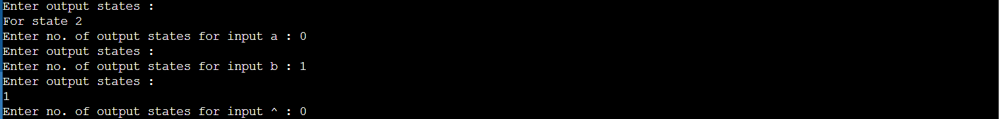 Enter output states :
For state 2
Enter no. of output states for input a : 0
Enter output states :
Enter no. of output states for input b : 1
Enter output states :
1
Enter no. of output states for input ^ : 0